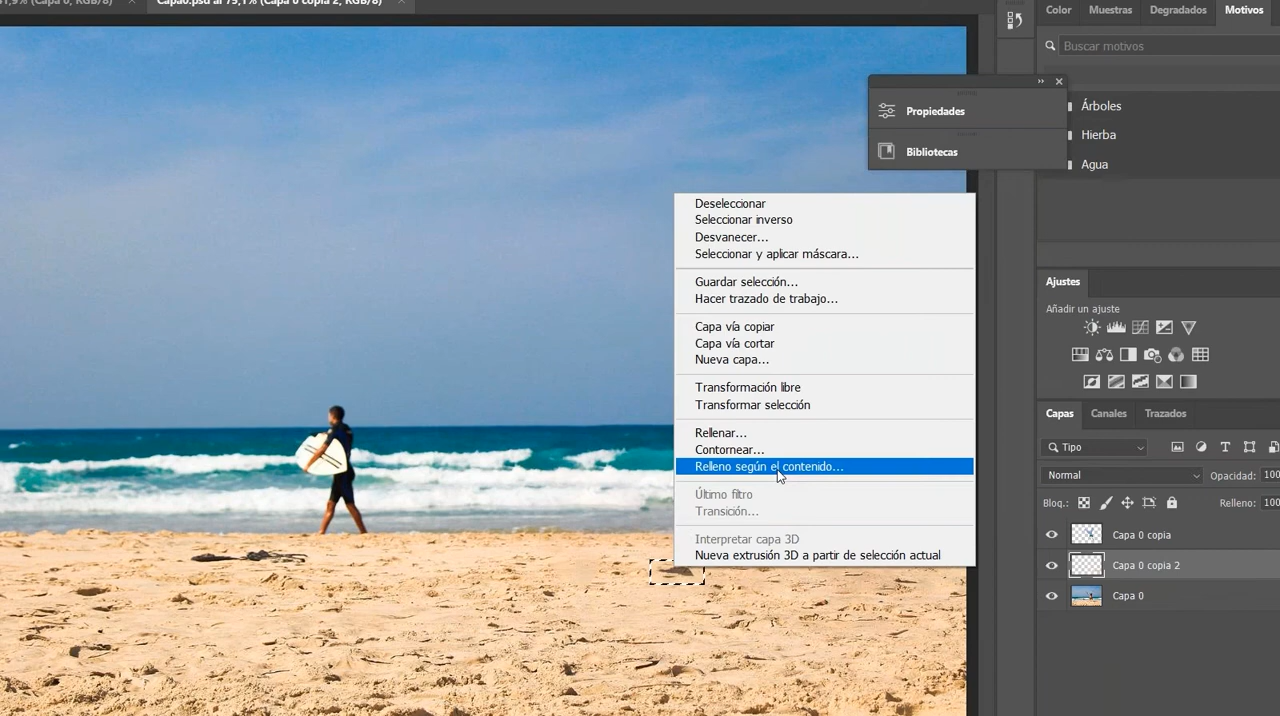 Capa0.psd al 75,1% (Capa 0 copia 2, RGB/8)
Color
Muestras
Degradados
Motivos
Buscar motivos
Propiedades
Bibliotecas
Árboles
Hierba
Agua
Deseleccionar
Seleccionar inverso
Desvanecer...
Seleccionar y aplicar máscara...
Guardar selección...
Hacer trazado de trabajo...
Capa vía copiar
Capa vía cortar
Nueva capa...
Transformación libre
Transformar selección
Rellenar...
Contornear...
Relleno según el contenido...
Último filtro
Transición...
Interpretar capa 3D
Nueva extrusión 3D a partir de selección actual
Ajustes
Añadir un ajuste
Capas
Canales
Trazados
Tipo
Normal
Opacidad: 100
Bloq.:
Relleno: 100
Capa 0 copia
Capa 0 copia 2
Capa 0